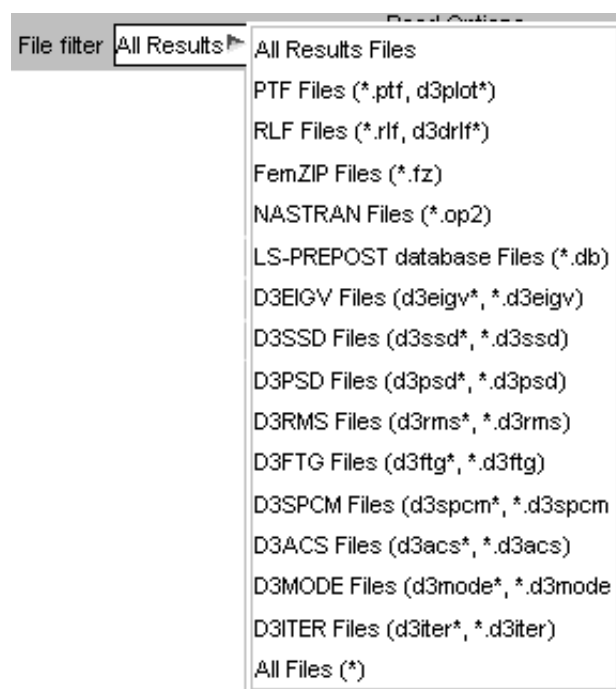 Read Options
File filter All Results
All Results Files
PTF Files (*.ptf, d3plot*)
RLF Files (*.rlf, d3drlf*)
FemZIP Files (*.fz)
NASTRAN Files (*.op2)
LS-PREPOST database Files (*.db)
D3EIGV Files (d3eigv*, *.d3eigv)
D3SSD Files (d3ssd*, *.d3ssd)
D3PSD Files (d3psd*, *.d3psd)
D3RMS Files (d3rms*, *.d3rms)
D3FTG Files (d3ftg*, *.d3ftg)
D3SPCM Files (d3spcm*, *.d3spcm
D3ACS Files (d3acs*, *.d3acs)
D3MODE Files (d3mode*, *.d3mode
D3ITER Files (d3iter*, *.d3iter)
All Files (*)